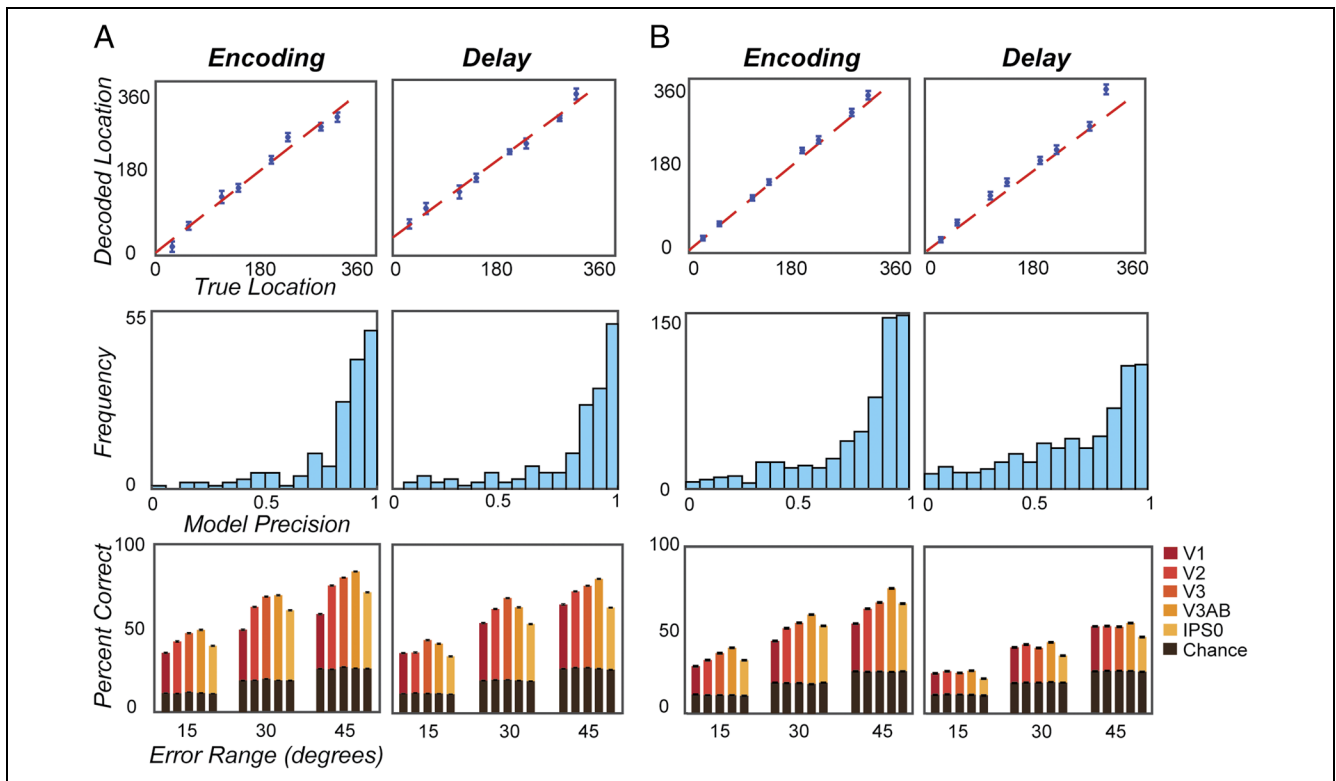 A
B
Encoding
Delay
Encoding
Delay
Decoded Location
360
180
0
0
180
360
0
180
360
True Location
360
180
0
0
180
360
0
180
360
Frequency
55
0
0
0.5
1
0
0.5
1
Model Precision
150
0
0
0.5
1
0
0.5
1
Percent Correct
100
50
0
15
30
45
15
30
45
Error Range (degrees)
100
50
0
15
30
45
15
30
45
V1
V2
V3
V3AB
IPS0
Chance